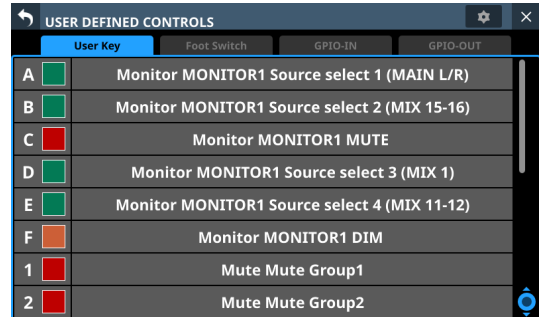 USER DEFINED CONTROLS
User Key Foot Switch GPIO-IN GPIO-OUT
A Monitor MONITOR1 Source select 1 (MAIN L/R)
B Monitor MONITOR1 Source select 2 (MIX 15-16)
C Monitor MONITOR1 MUTE
D Monitor MONITOR1 Source select 3 (MIX 1)
E Monitor MONITOR1 Source select 4 (MIX 11-12)
F Monitor MONITOR1 DIM
1 Mute Mute Group1
2 Mute Mute Group2